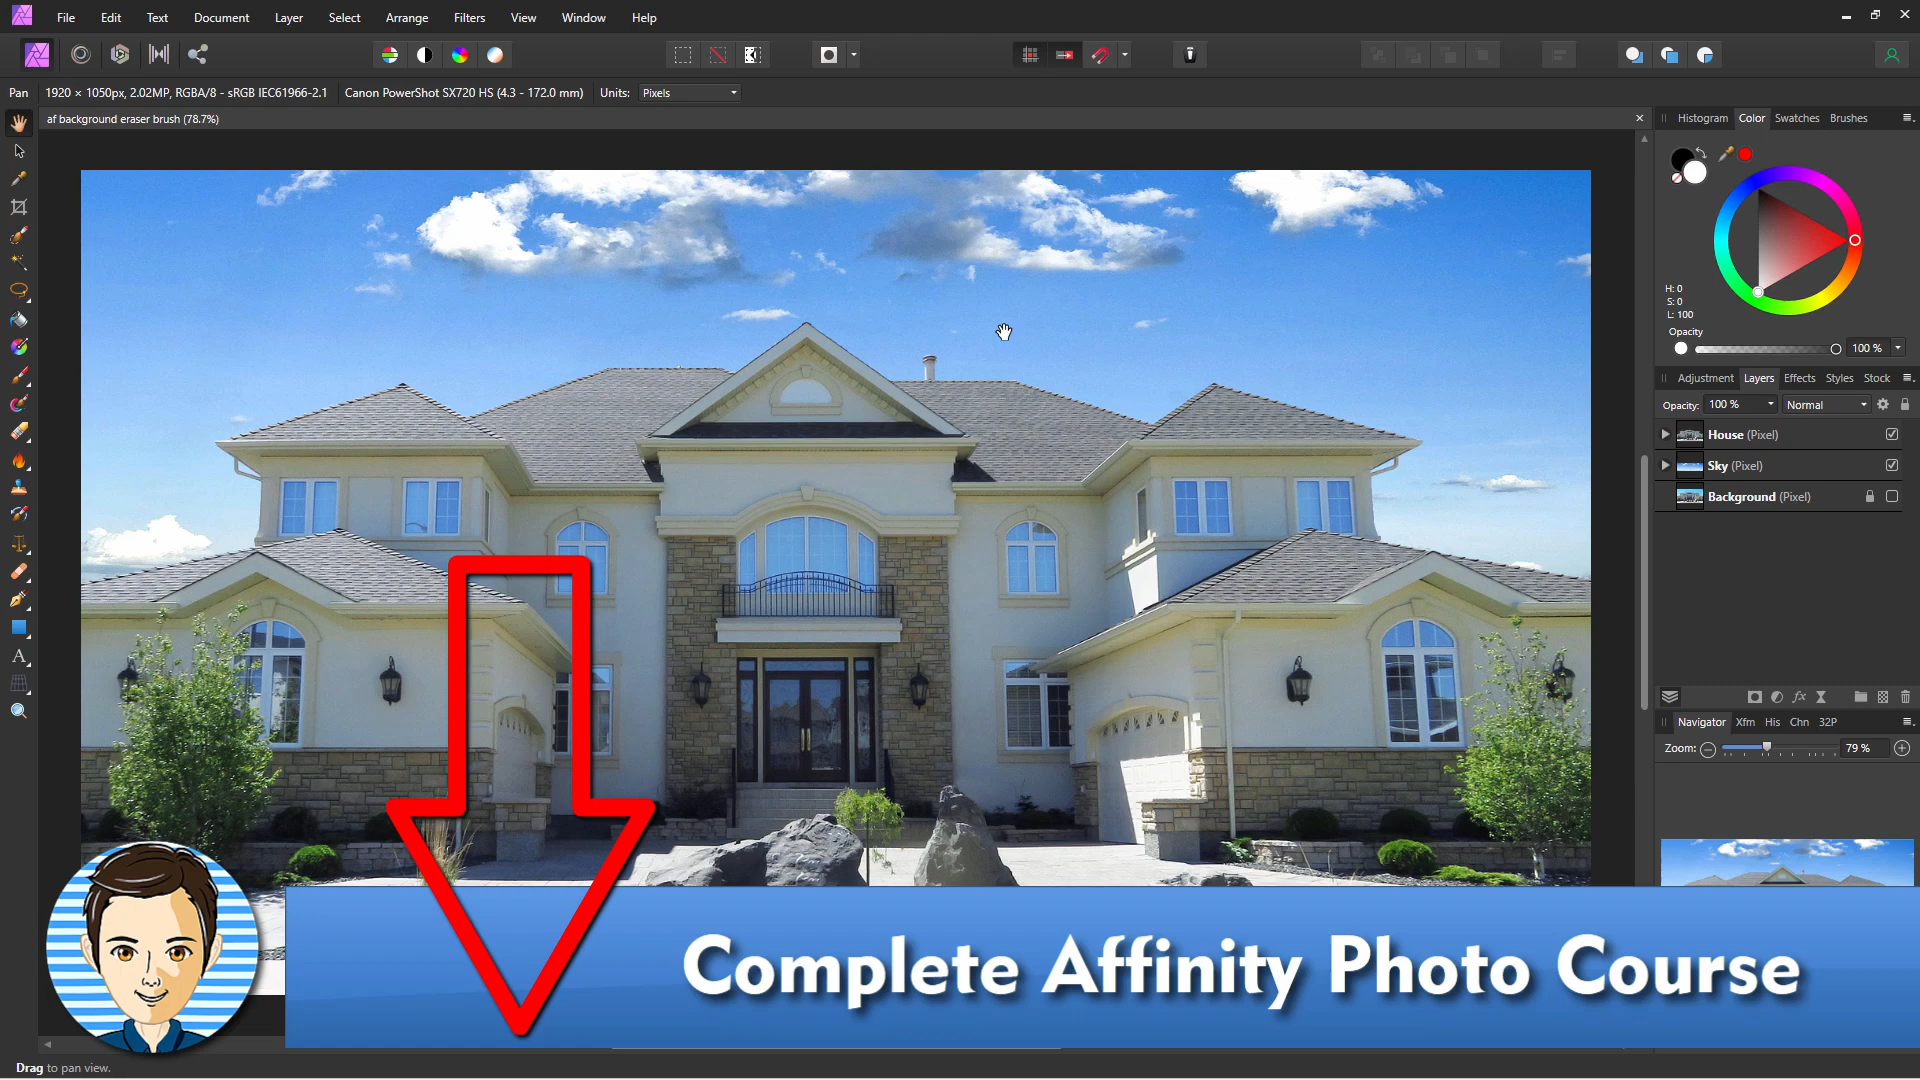 File Edit Text Document Layer Select Arrange Filters View Window Help
Pan 1920 × 1050px, 2.02MP, RGBA/8 - sRGB IEC61966-2.1 Canon PowerShot SX720 HS (4.3 - 172.0 mm) Units: Pixels
af background eraser brush (78.7%)
Histogram Color Swatches Brushes
H: 0
S: 0
L: 100
Opacity
100 %
Adjustment Layers Effects Styles Stock
Opacity: 100 % Normal
House (Pixel)
Sky (Pixel)
Background (Pixel)
fx
Navigator Xfm His Chn 32P
Zoom: 79 %
Complete Affinity Photo Course
Drag to pan view.